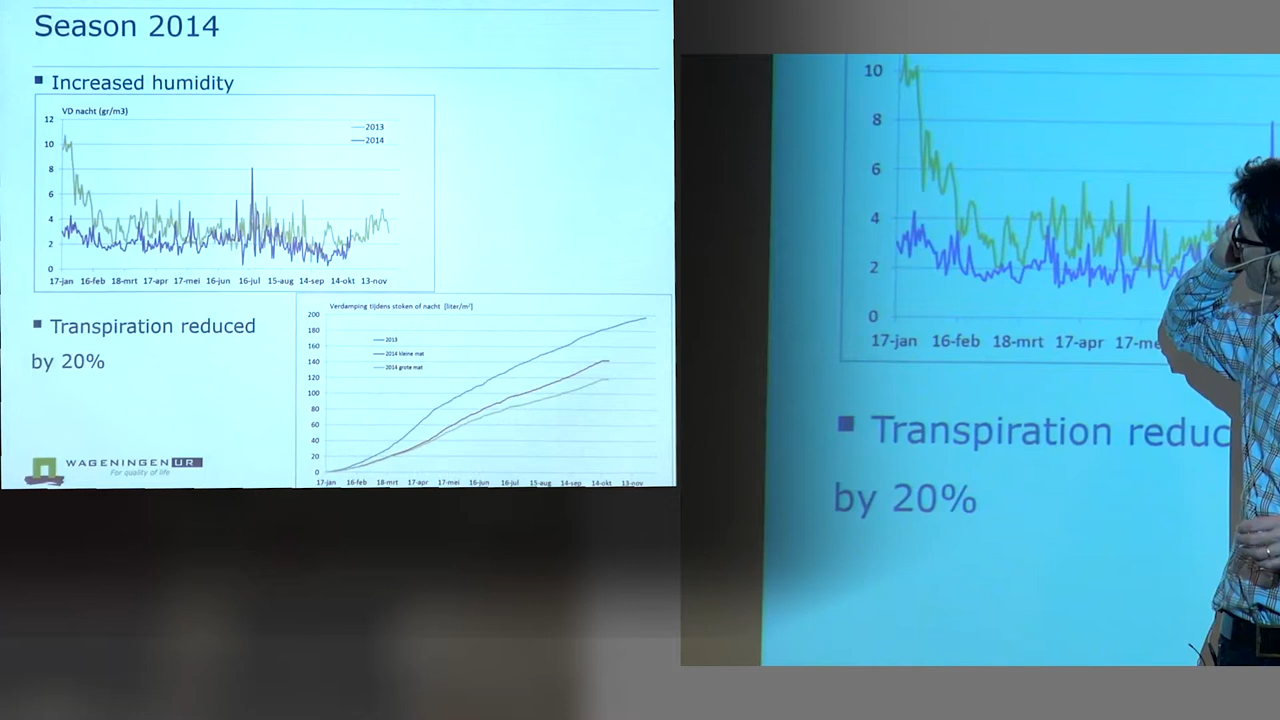 Season 2014
Increased humidity
VD nacht (gr/m3)
12
10
8
6
4
2
0
2013
2014
17-jan 16-feb 18-mrt 17-apr 17-mei 16-jun 16-jul 15-aug 14-sep 14-okt 13-nov
Transpiration reduced
by 20%
Verdamping tijdens stoken of nacht [liter/m²]
200
180
160
140
120
100
80
60
40
20
0
2013
2014 kleine mat
2014 grote mat
17-jan 16-feb 18-mrt 17-apr 17-mei 16-jun 16-jul 15-aug 14-sep 14-okt 13-nov
WAGENINGEN UR
For quality of life
10
8
6
4
2
0
17-jan 16-feb 18-mrt 17-apr 17-me
Transpiration reduc
by 20%